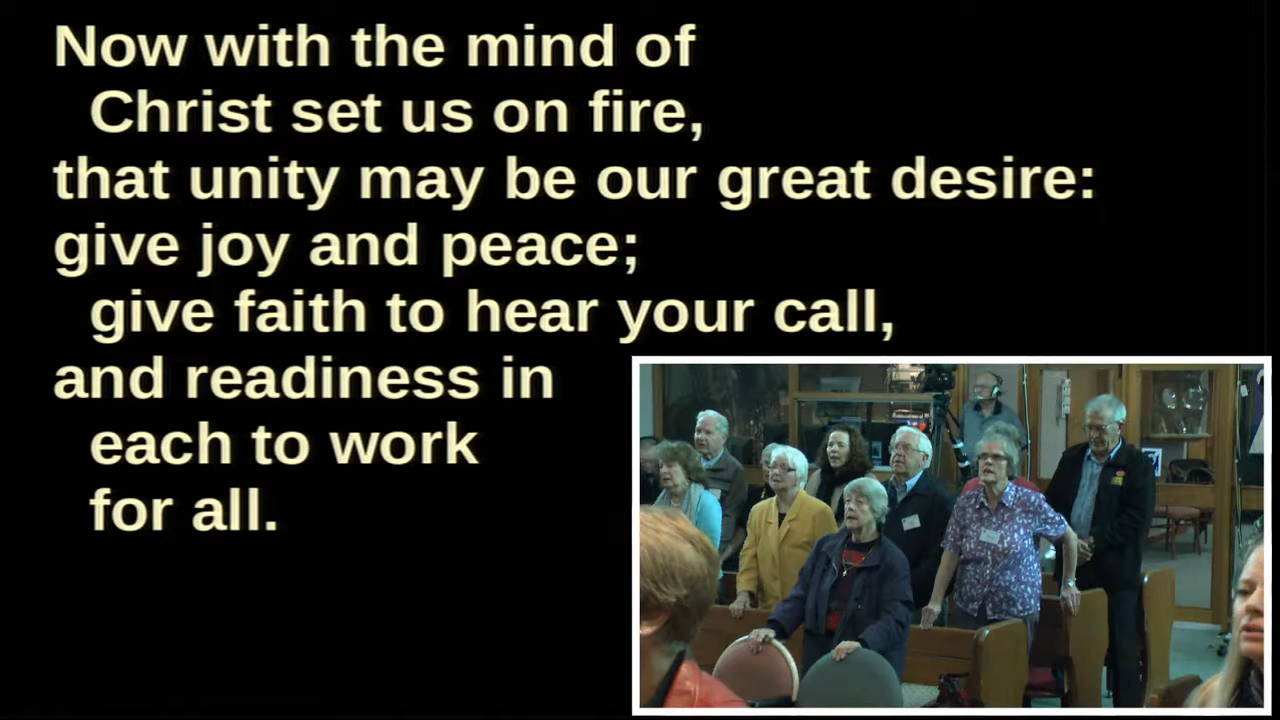 Now with the mind of
Christ set us on fire,
that unity may be our great desire:
give joy and peace;
give faith to hear your call,
and readiness in
each to work
for all.